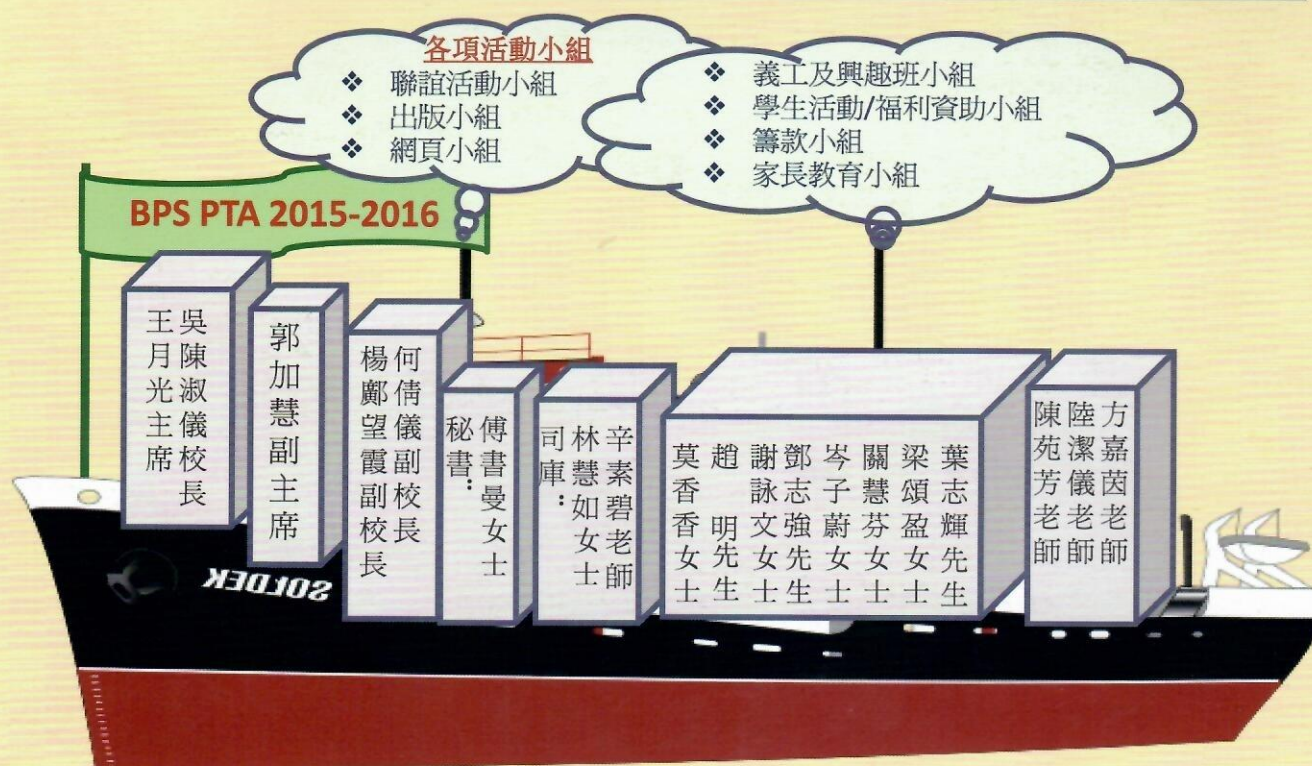 各項活動小組
❖ 聯誼活動小組
❖ 出版小組
❖ 網頁小組
❖ 義工及興趣班小組
❖ 學生活動/福利資助小組
❖ 籌款小組
❖ 家長教育小組
BPS PTA 2015-2016
王月光主席
吳陳淑儀校長
郭加慧副主席
楊鄺望霞副校長
何倩儀副校長
秘書:
傅書曼女士
司庫:
林慧如女士
辛素碧老師
莫香香女士
趙 明先生
謝詠文女士
鄧志強先生
岑子蔚女士
關慧芬女士
梁頌盈女士
葉志輝先生
陳苑芳老師
陸潔儀老師
方嘉茵老師
SOŁDEK